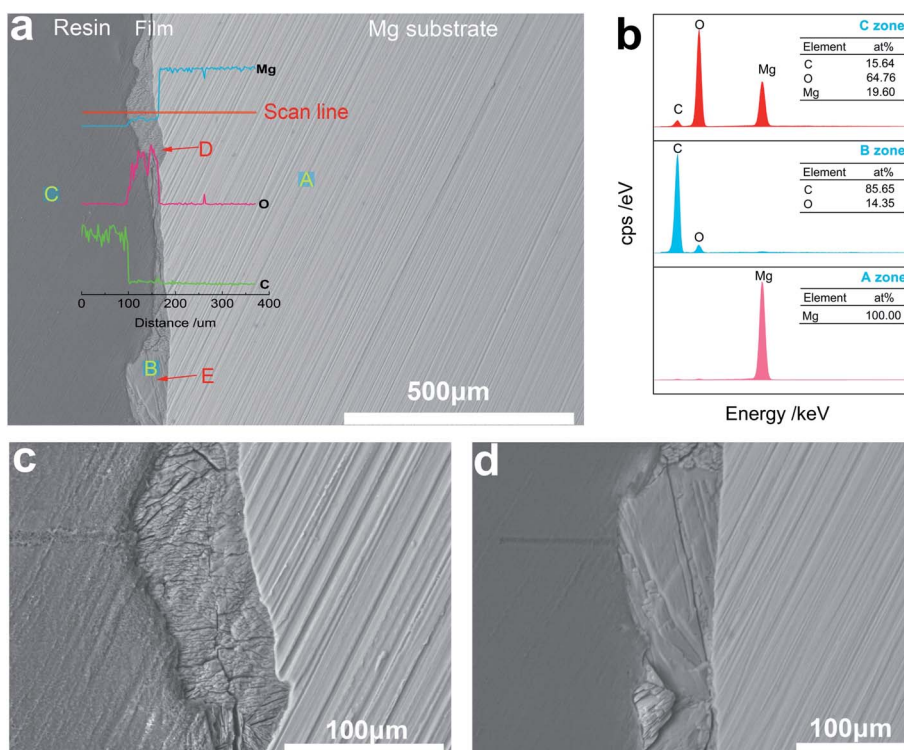 a
Resin Film Mg substrate
Mg
Scan line
D
A
C
O
C
0 100 200 300 400
Distance /um
B
E
500µm
b
cps /eV
C zone
Element at%
C 15.64
O 64.76
Mg 19.60
C
O
Mg
B zone
Element at%
C 85.65
O 14.35
C
O
A zone
Element at%
Mg 100.00
Mg
Energy /keV
c
100µm
d
100µm